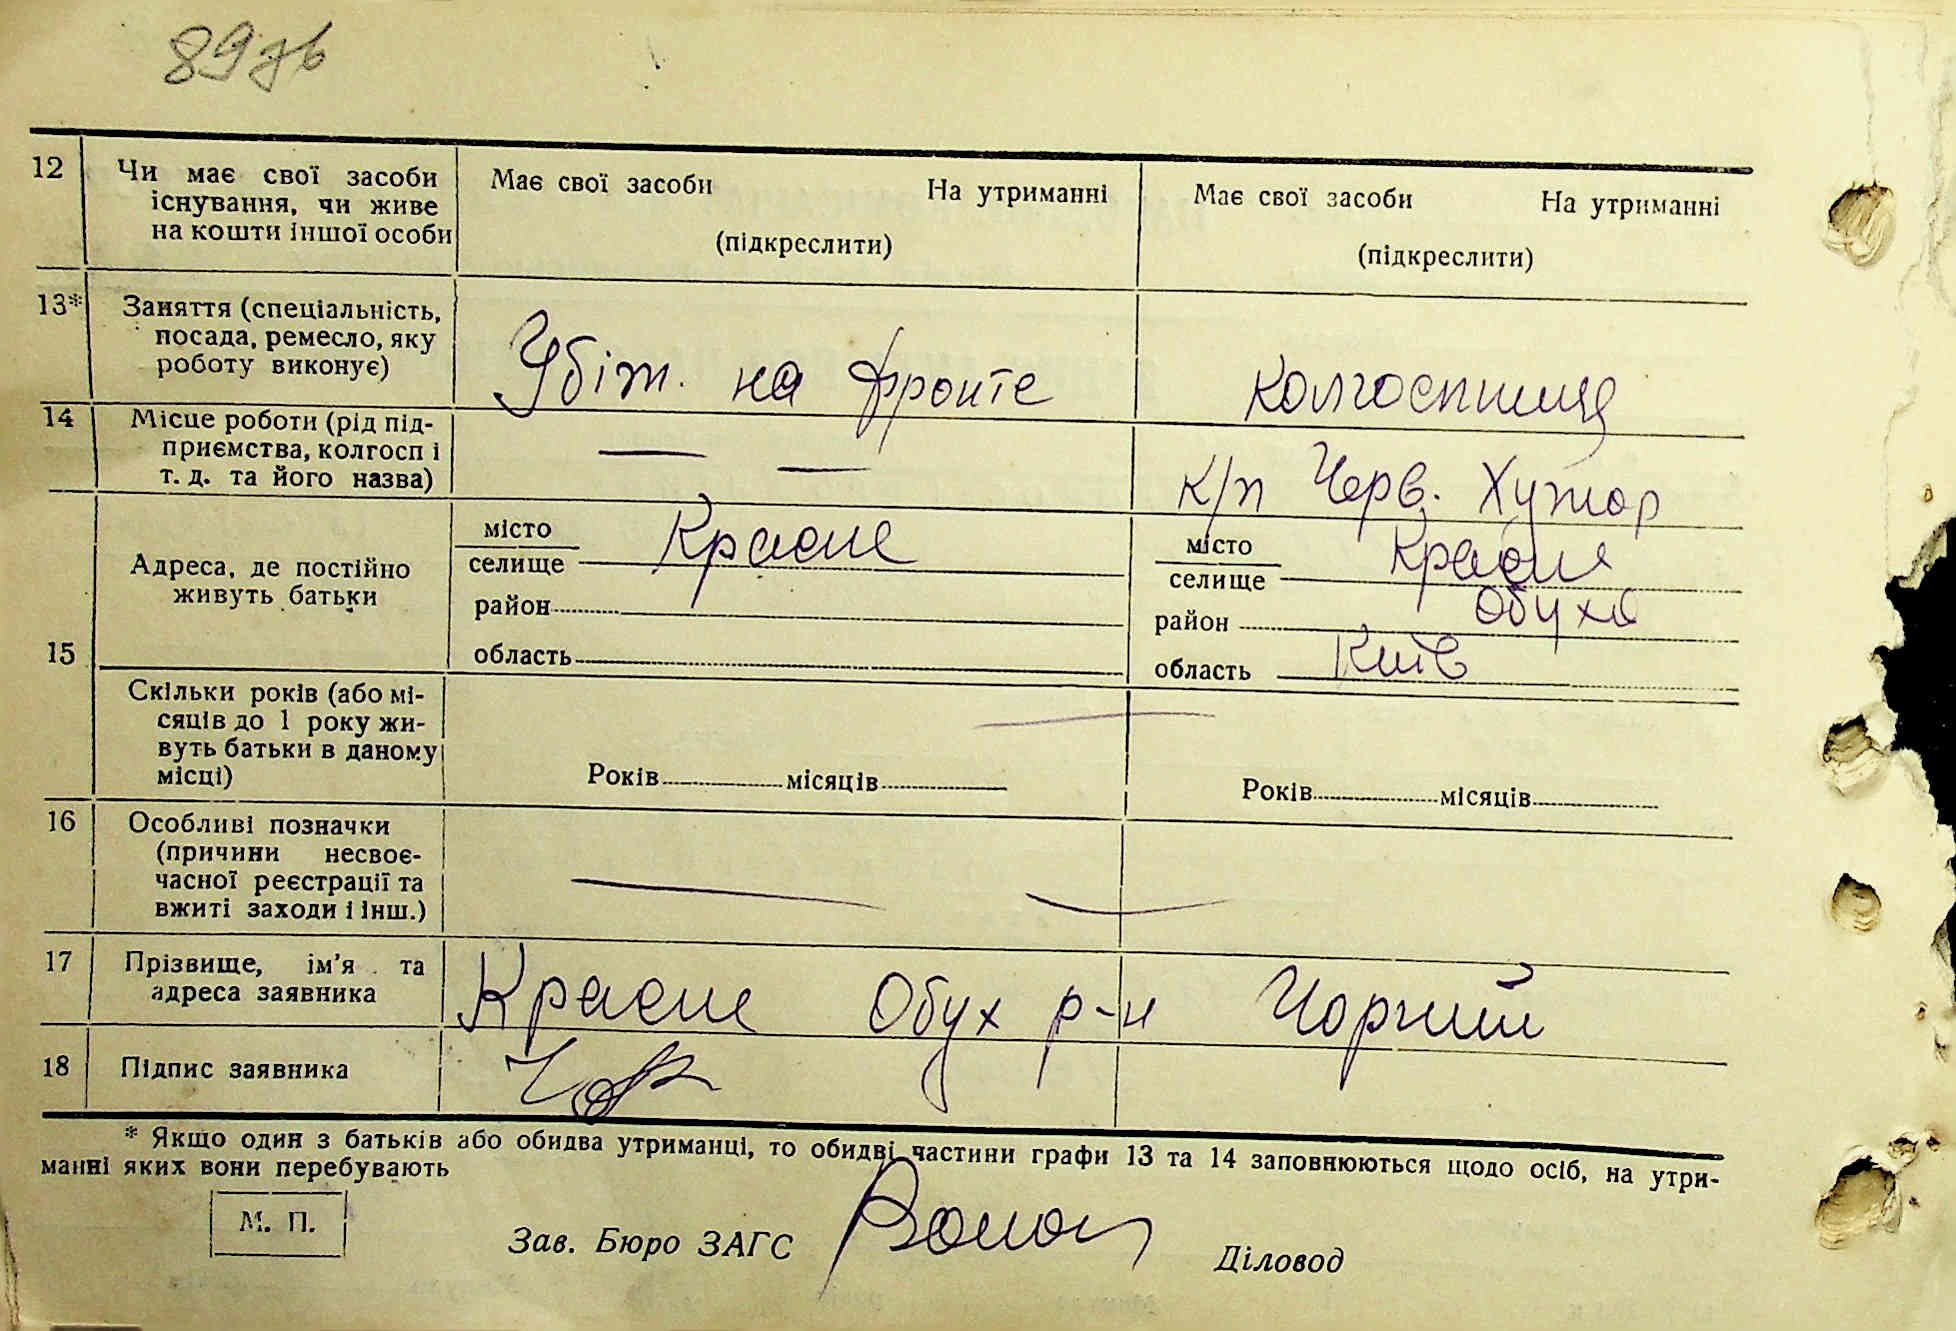 89зв
12 Чи має свої засоби існування, чи живе на кошти іншої особи
Має свої засоби На утриманні
(підкреслити)
Має свої засоби На утриманні
(підкреслити)
13* Заняття (спеціальність, посада, ремесло, яку роботу виконує)
на фронте
колгоспниця
14 Місце роботи (рід підприємства, колгосп і т. д. та його назва)
— —
к/п Черв. Хутор
15
Адреса, де постійно живуть батьки
місто
селище Красне
район
область
місто
селище Красня
район Обухо
область Київ
Скільки років (або місяців до 1 року живуть батьки в даному місці)
Років місяців
Років місяців
16 Особливі позначки (причини несвоєчасної реєстрації та вжиті заходи і інш.)
17 Прізвище, ім'я та адреса заявника
Красне Обух р-н Чорний
18 Підпис заявника
Чор
* Якщо один з батьків або обидва утриманці, то обидві частини графи 13 та 14 заповнюються щодо осіб, на утри-
манні яких вони перебувають
М. П.
Зав. Бюро ЗАГС
Діловод